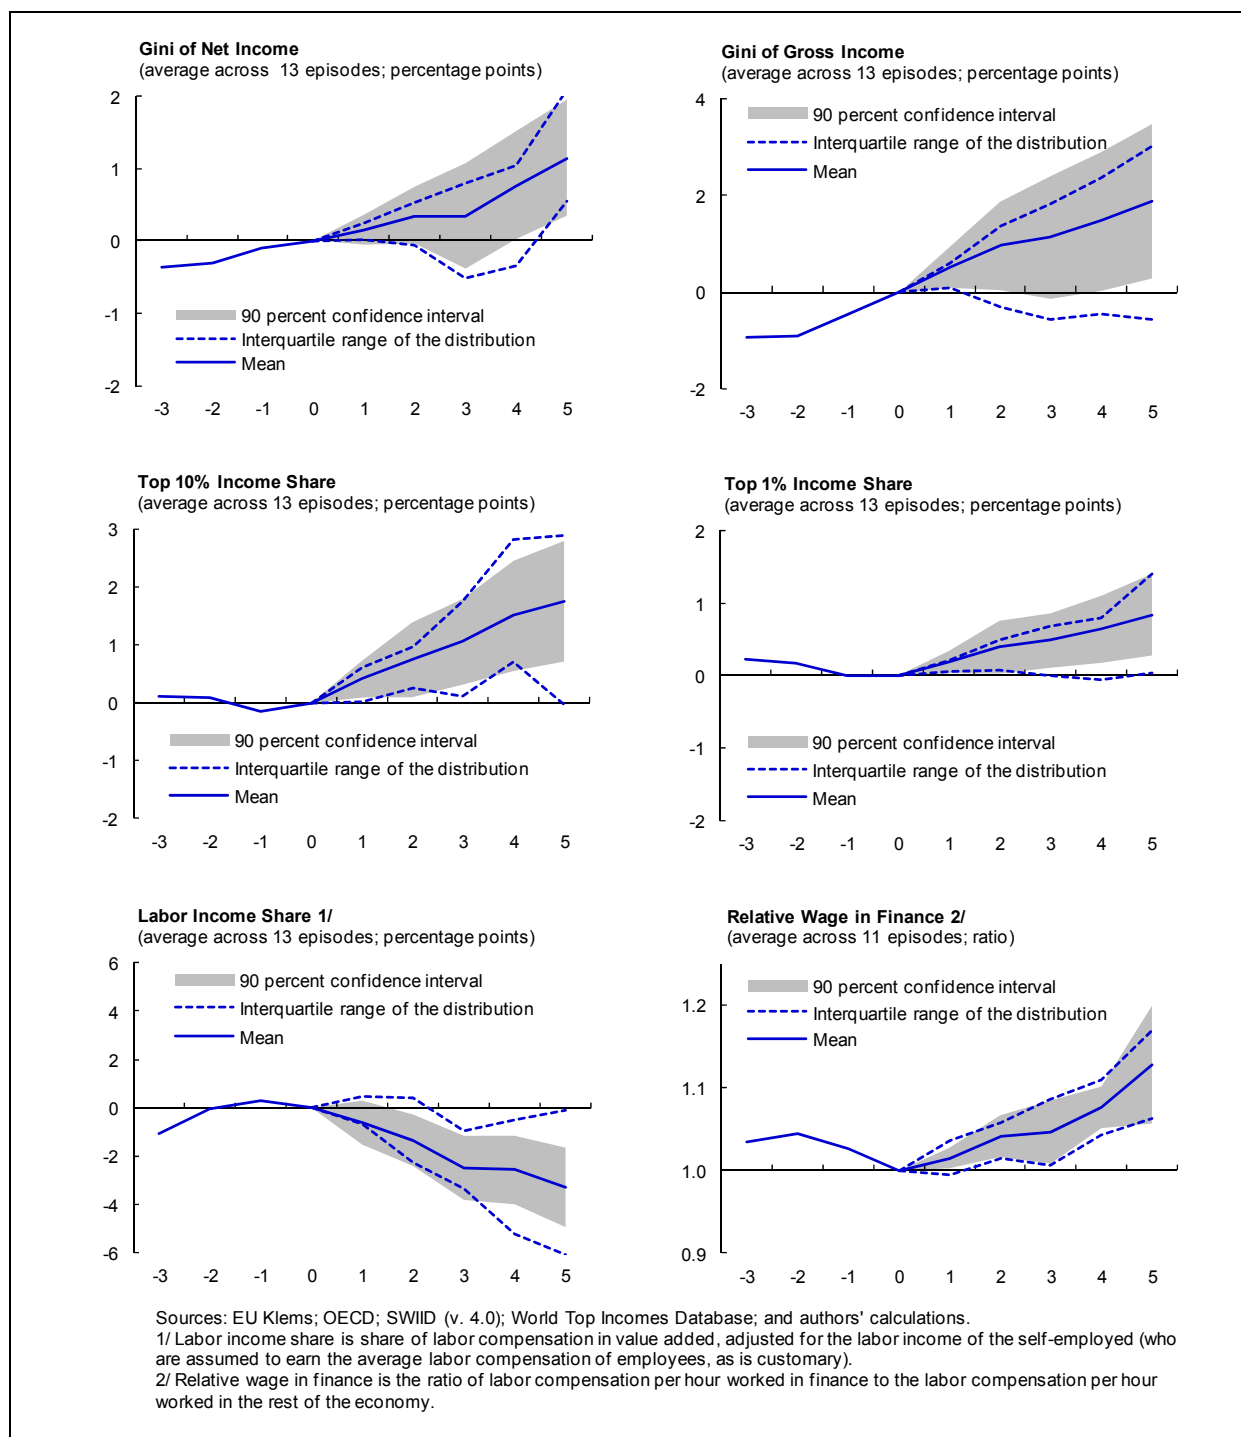 Gini of Net Income
(average across 13 episodes; percentage points)
2
1
0
-1
-2
90 percent confidence interval
Interquartile range of the distribution
Mean
-3 -2 -1 0 1 2 3 4 5
Gini of Gross Income
(average across 13 episodes; percentage points)
4
2
0
-2
90 percent confidence interval
Interquartile range of the distribution
Mean
-3 -2 -1 0 1 2 3 4 5
Top 10% Income Share
(average across 13 episodes; percentage points)
3
2
1
0
-1
-2
90 percent confidence interval
Interquartile range of the distribution
Mean
-3 -2 -1 0 1 2 3 4 5
Top 1% Income Share
(average across 13 episodes; percentage points)
2
1
0
-1
-2
90 percent confidence interval
Interquartile range of the distribution
Mean
-3 -2 -1 0 1 2 3 4 5
Labor Income Share 1/
(average across 13 episodes; percentage points)
6
4
2
0
-2
-4
-6
90 percent confidence interval
Interquartile range of the distribution
Mean
-3 -2 -1 0 1 2 3 4 5
Relative Wage in Finance 2/
(average across 11 episodes; ratio)
1.2
1.1
1.0
0.9
90 percent confidence interval
Interquartile range of the distribution
Mean
-3 -2 -1 0 1 2 3 4 5
Sources: EU Klems; OECD; SWIID (v. 4.0); World Top Incomes Database; and authors' calculations.
1/ Labor income share is share of labor compensation in value added, adjusted for the labor income of the self-employed (who
are assumed to earn the average labor compensation of employees, as is customary).
2/ Relative wage in finance is the ratio of labor compensation per hour worked in finance to the labor compensation per hour
worked in the rest of the economy.